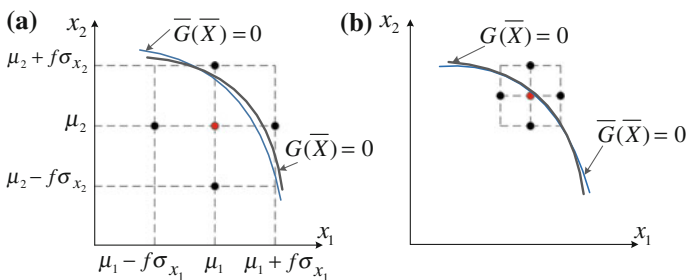 (a)
x₂
G̅(X̅) = 0
μ₂ + fσₓ₂
μ₂
μ₂ − fσₓ₂
G(X̅) = 0
x₁
μ₁ − fσₓ₁
μ₁
μ₁ + fσₓ₁
(b)
x₂
G(X̅) = 0
G̅(X̅) = 0
x₁